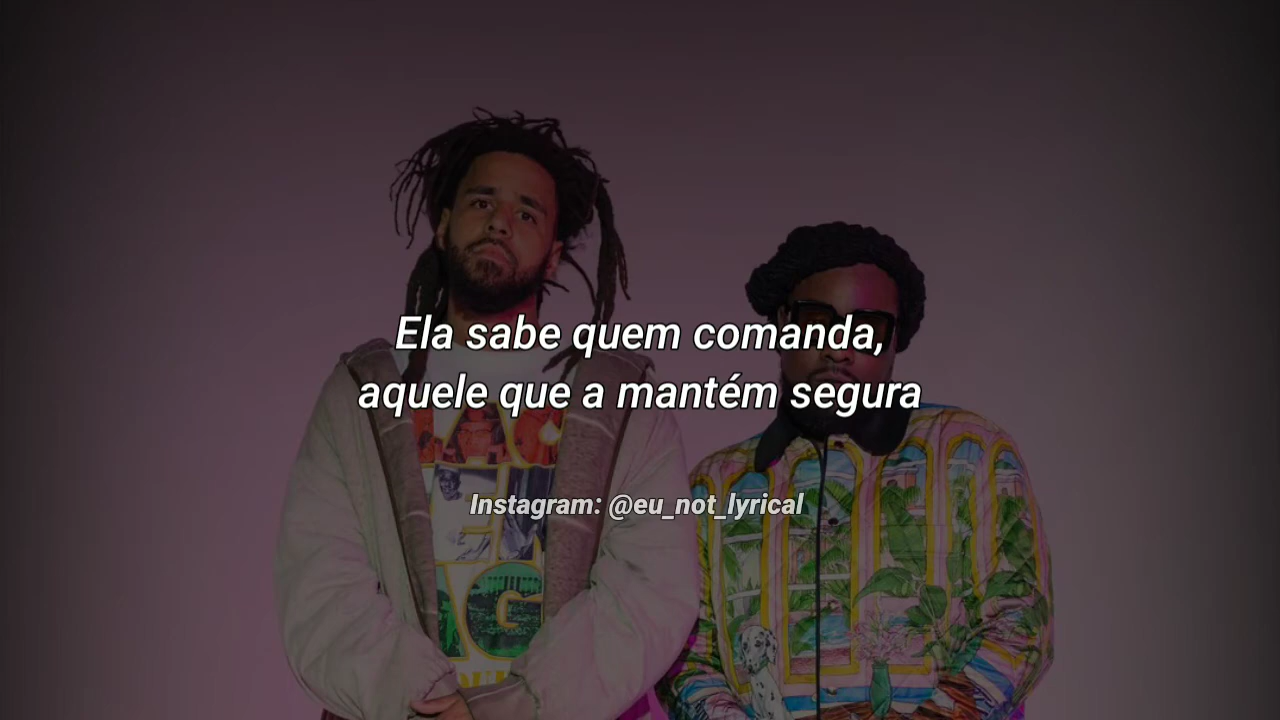 Ela sabe quem comanda,
aquele que a mantém segura
Instagram: @eu_not_lyrical